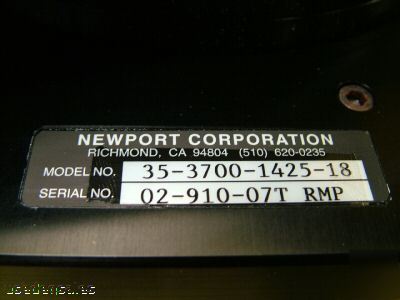 NEWPORT CORPORATION
RICHMOND, CA 94804 (510) 620-0235
MODEL NO. 35-3700-1425-18
SERIAL NO. 02-910-07T RMP